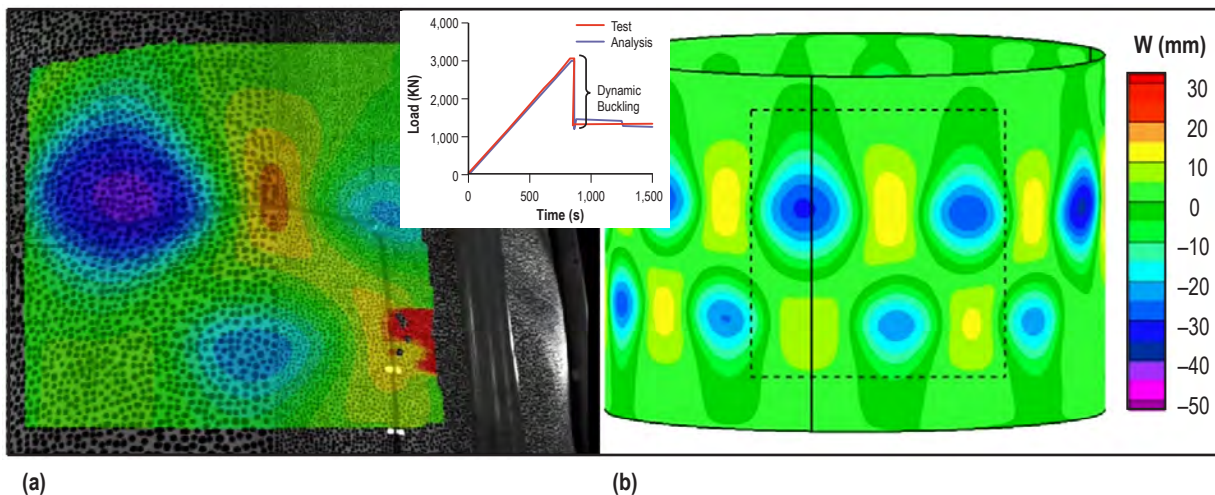 4,000
3,000
2,000
1,000
0
Load (KN)
0
500
1,000
1,500
Time (s)
Test
Analysis
Dynamic
Buckling
W (mm)
30
20
10
0
–10
–20
–30
–40
–50
(a)
(b)